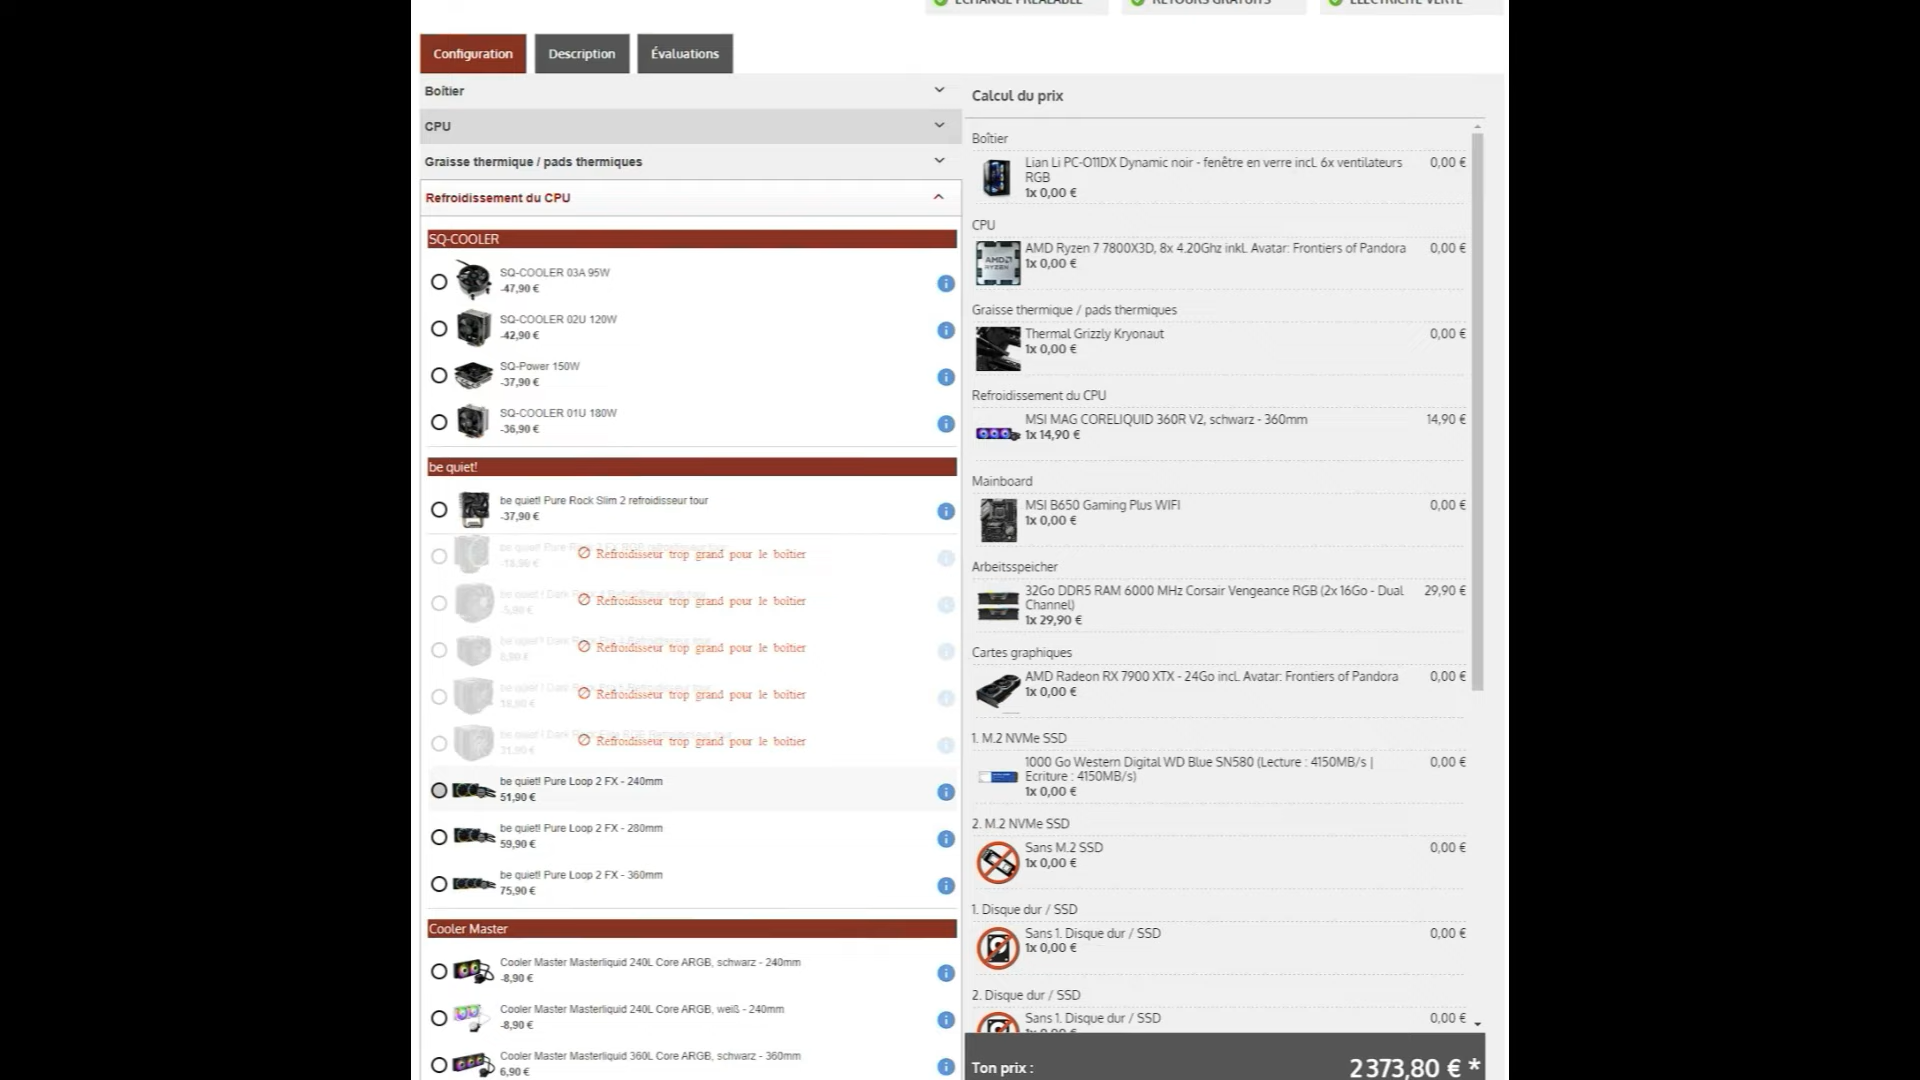 ÉCHANGE PRÉALABLE
RETOURS GRATUITS
ÉLECTRICITÉ VERTE
Configuration
Description
Évaluations
Boîtier
CPU
Graisse thermique / pads thermiques
Refroidissement du CPU
SQ-COOLER
SQ-COOLER 03A 95W
-47,90 €
SQ-COOLER 02U 120W
-42,90 €
SQ-Power 150W
-37,90 €
SQ-COOLER 01U 180W
-36,90 €
be quiet!
be quiet! Pure Rock Slim 2 refroidisseur tour
-37,90 €
Refroidisseur trop grand pour le boîtier
-18,90 €
Refroidisseur trop grand pour le boîtier
-5,90 €
Refroidisseur trop grand pour le boîtier
8,90 €
Refroidisseur trop grand pour le boîtier
Refroidisseur trop grand pour le boîtier
be quiet! Pure Loop 2 FX - 240mm
51,90 €
be quiet! Pure Loop 2 FX - 280mm
59,90 €
be quiet! Pure Loop 2 FX - 360mm
75,90 €
Cooler Master
Cooler Master Masterliquid 240L Core ARGB, schwarz - 240mm
-8,90 €
Cooler Master Masterliquid 240L Core ARGB, weiß - 240mm
-8,90 €
Cooler Master Masterliquid 360L Core ARGB, schwarz - 360mm
6,90 €
Calcul du prix
Boîtier
Lian Li PC-O11DX Dynamic noir - fenêtre en verre incl. 6x ventilateurs 0,00 €
RGB
1x 0,00 €
CPU
AMD Ryzen 7 7800X3D, 8x 4.20Ghz inkl. Avatar: Frontiers of Pandora 0,00 €
1x 0,00 €
Graisse thermique / pads thermiques
Thermal Grizzly Kryonaut 0,00 €
1x 0,00 €
Refroidissement du CPU
MSI MAG CORELIQUID 360R V2, schwarz - 360mm 14,90 €
1x 14,90 €
Mainboard
MSI B650 Gaming Plus WIFI 0,00 €
1x 0,00 €
Arbeitsspeicher
32Go DDR5 RAM 6000 MHz Corsair Vengeance RGB (2x 16Go - Dual 29,90 €
Channel)
1x 29,90 €
Cartes graphiques
AMD Radeon RX 7900 XTX - 24Go incl. Avatar: Frontiers of Pandora 0,00 €
1x 0,00 €
1. M.2 NVMe SSD
1000 Go Western Digital WD Blue SN580 (Lecture : 4150MB/s | 0,00 €
Ecriture : 4150MB/s)
1x 0,00 €
2. M.2 NVMe SSD
Sans M.2 SSD 0,00 €
1x 0,00 €
1. Disque dur / SSD
Sans 1. Disque dur / SSD 0,00 €
1x 0,00 €
2. Disque dur / SSD
Sans 1. Disque dur / SSD 0,00 €
1x 0,00 €
Ton prix : 2373,80 € *